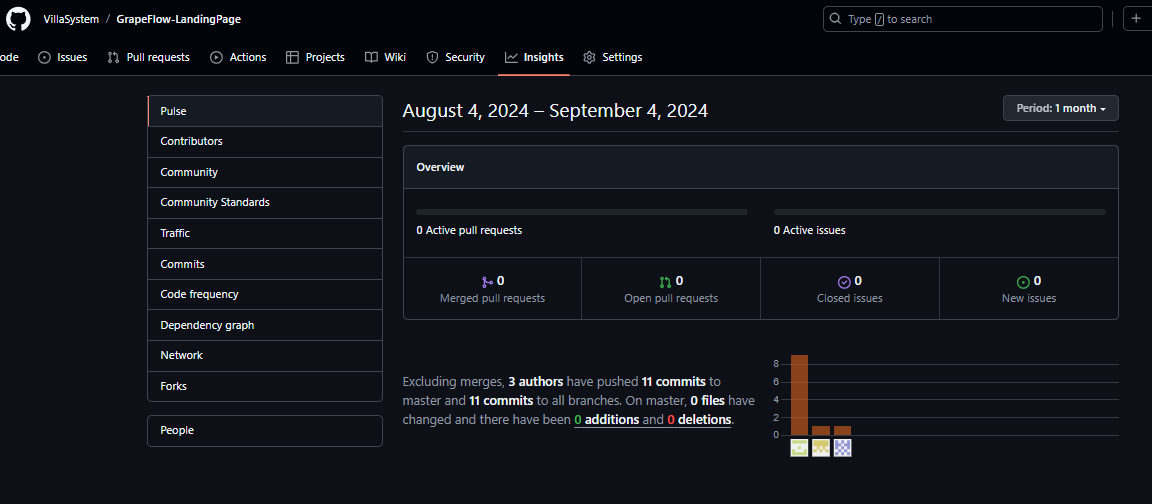 VillaSystem / GrapeFlow-LandingPage
Type / to search
ode Issues Pull requests Actions Projects Wiki Security Insights Settings
Pulse
Contributors
Community
Community Standards
Traffic
Commits
Code frequency
Dependency graph
Network
Forks
People
August 4, 2024 – September 4, 2024
Period: 1 month
Overview
0 Active pull requests
0 Active issues
0
Merged pull requests
0
Open pull requests
0
Closed issues
0
New issues
Excluding merges, 3 authors have pushed 11 commits to
master and 11 commits to all branches. On master, 0 files have
changed and there have been 0 additions and 0 deletions.
8
6
4
2
0